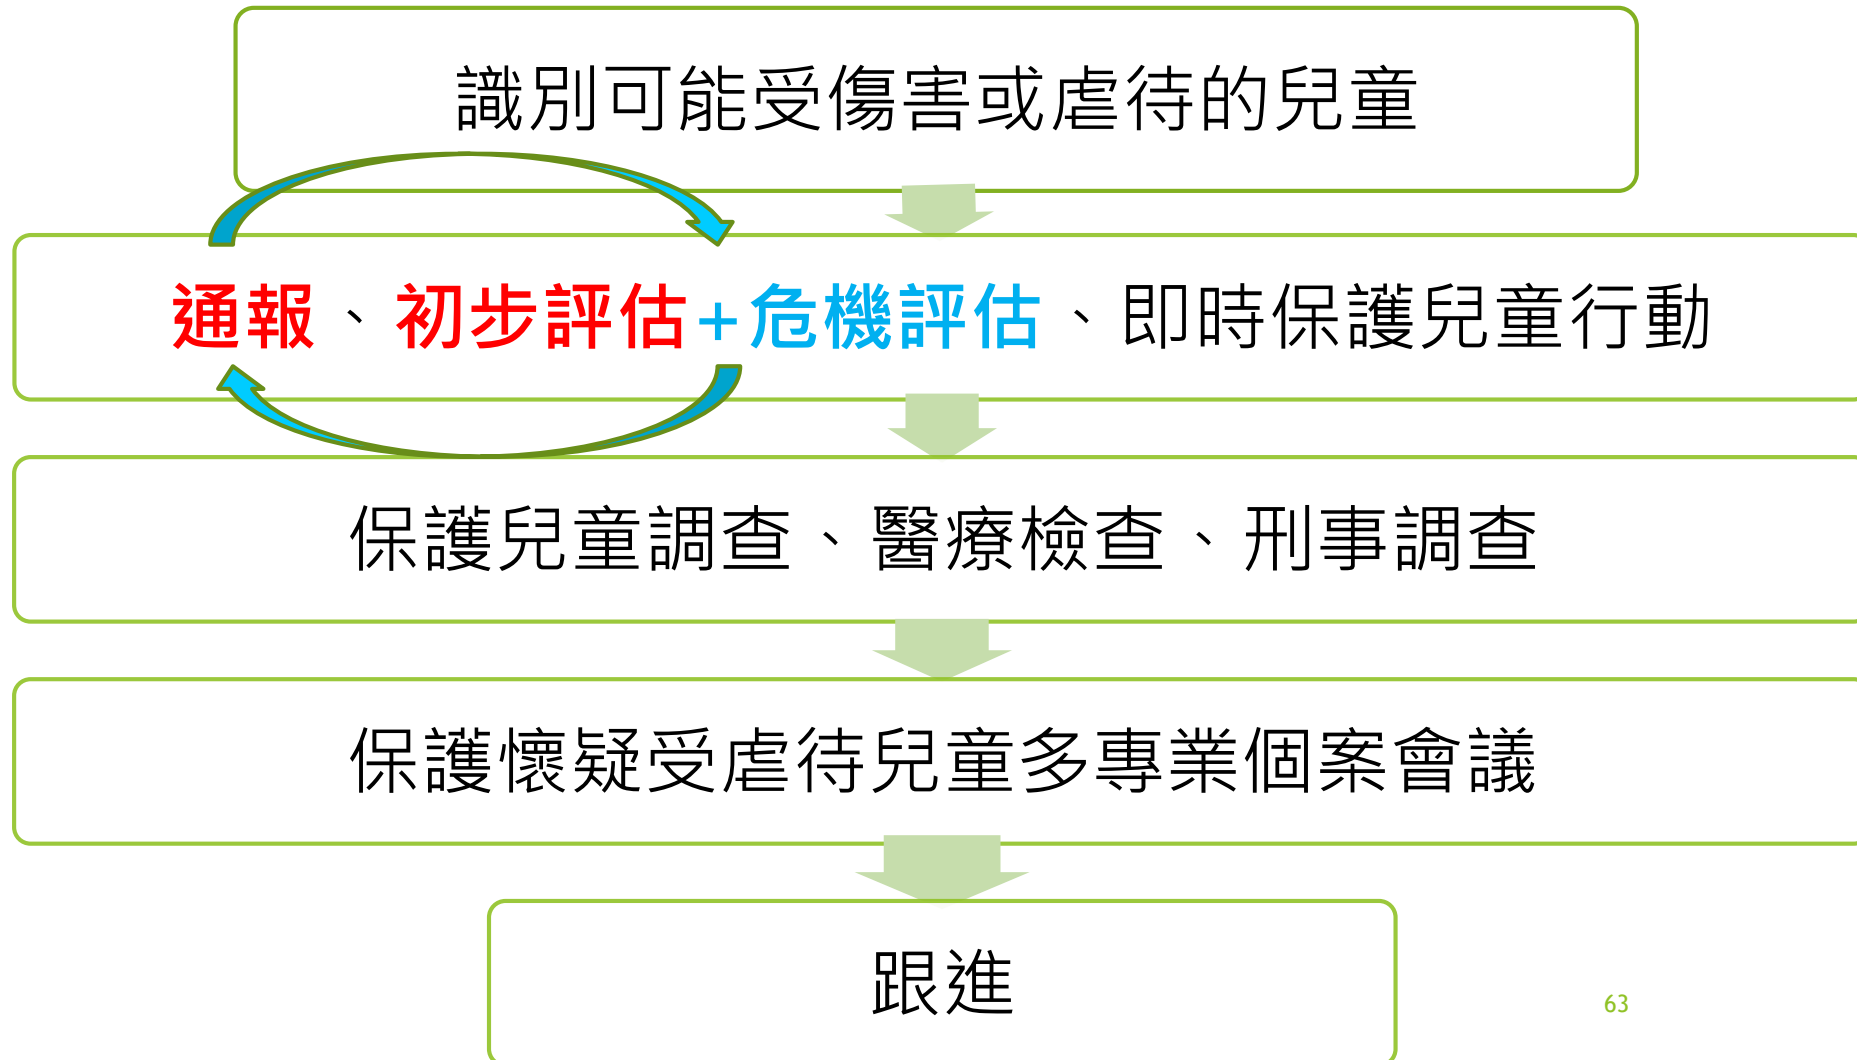 識別可能受傷害或虐待的兒童
通報、初步評估+危機評估、即時保護兒童行動
保護兒童調查、醫療檢查、刑事調查
保護懷疑受虐待兒童多專業個案會議
跟進
63